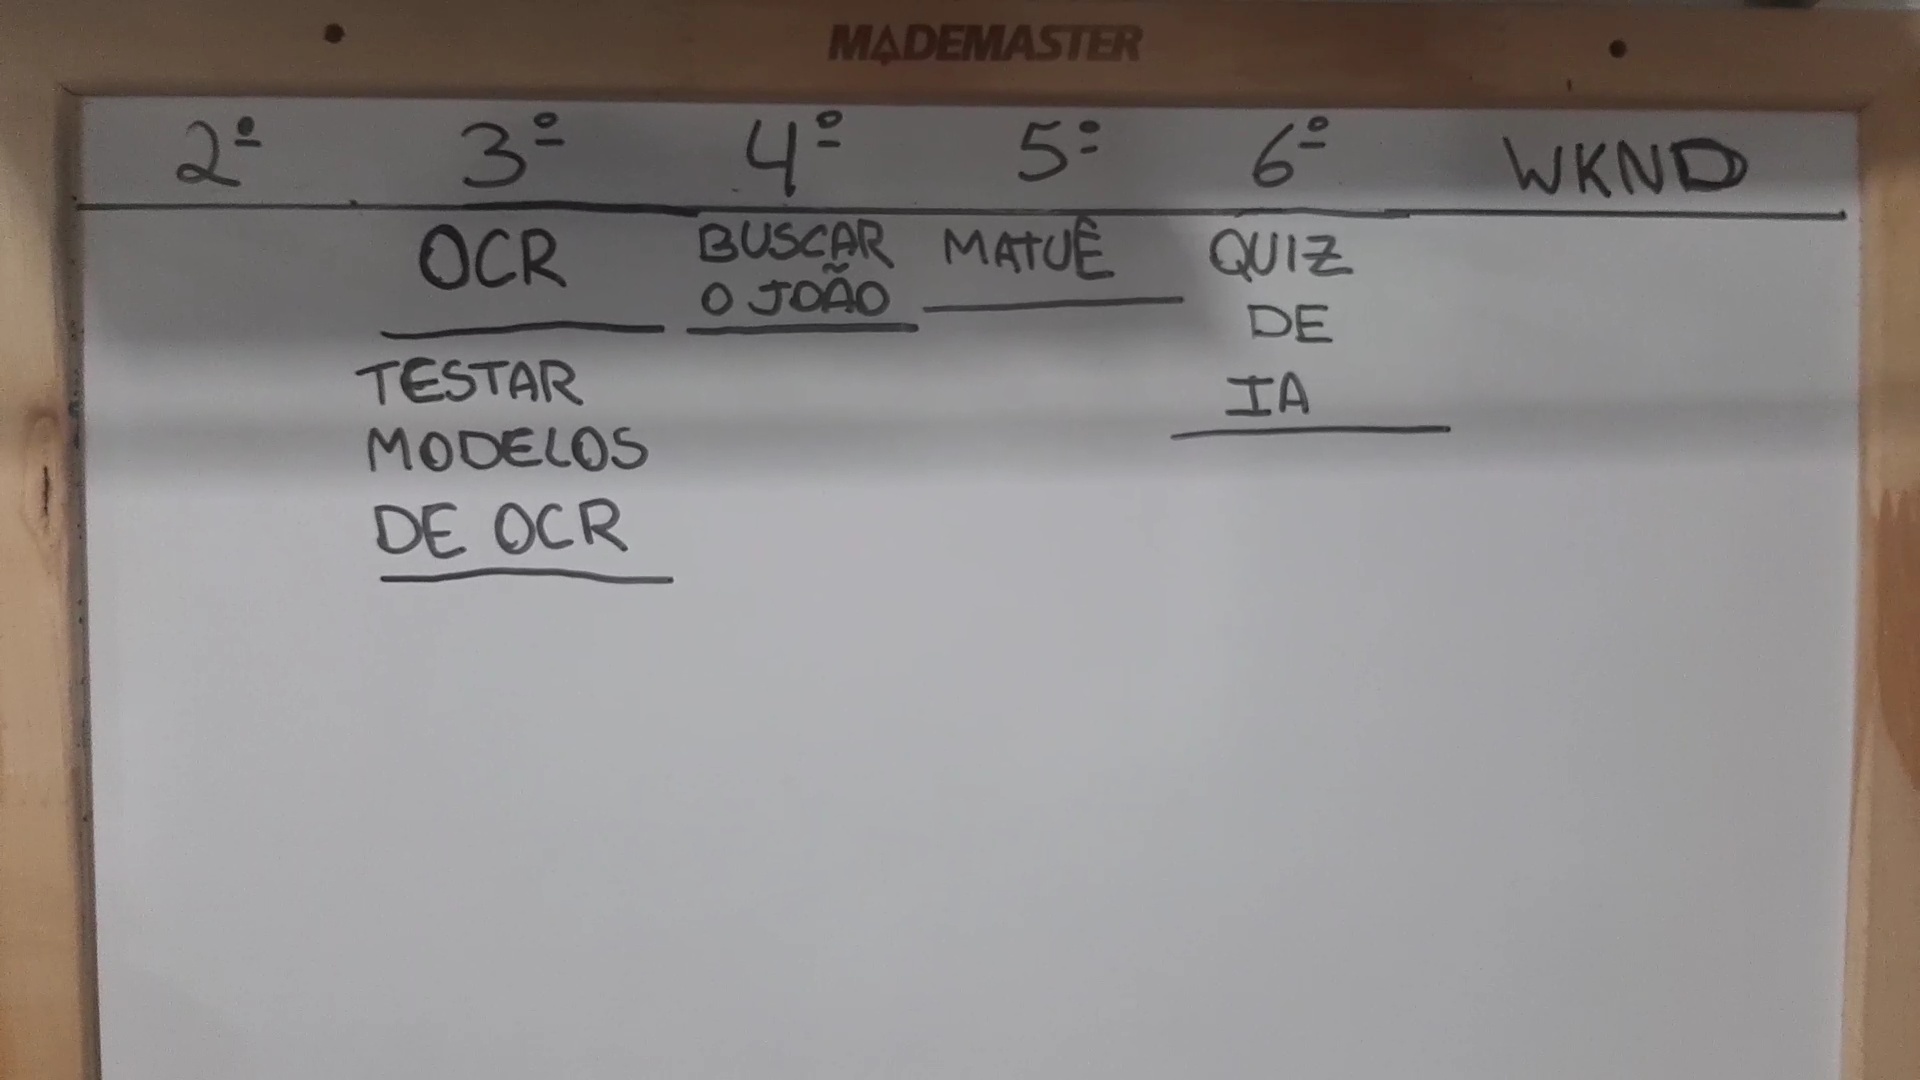 MADEMASTER
2º 3º 4º 5º 6º WKND
OCR
TESTAR
MODELOS
DE OCR
BUSCAR
O JOÃO
MATUÊ
QUIZ
DE
IA